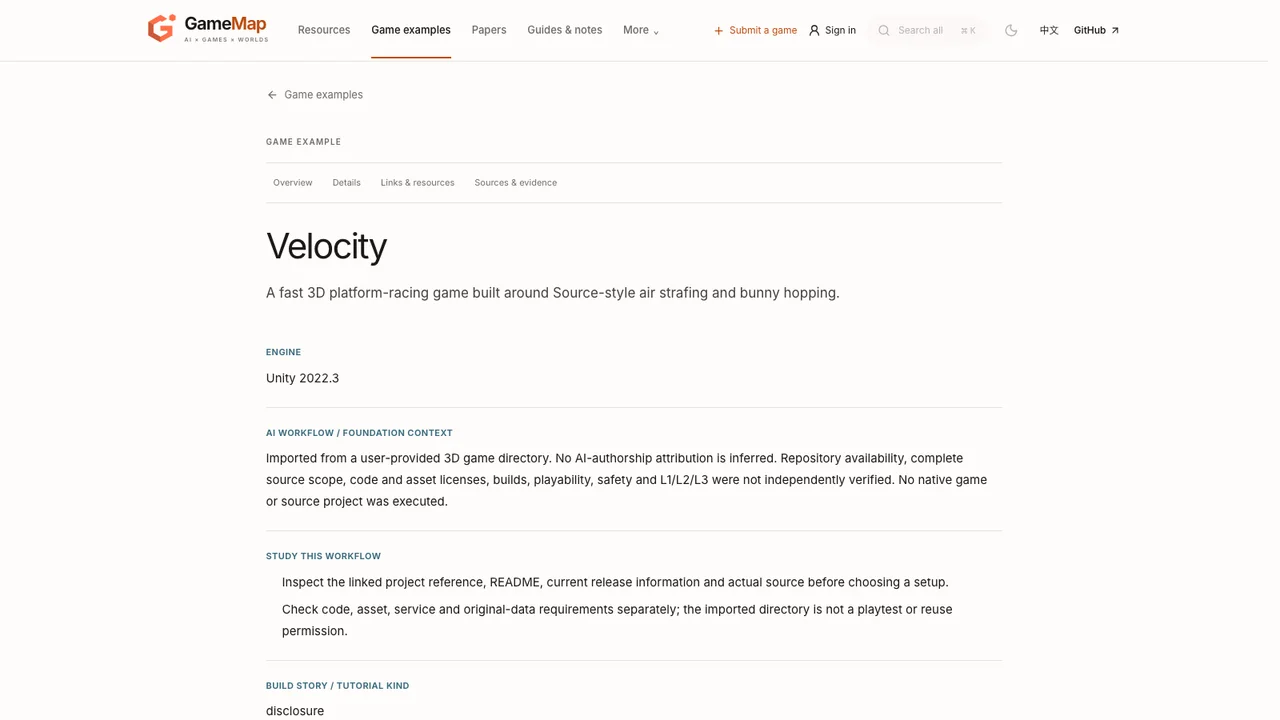 GameMap
AI × GAMES × WORLDS
Resources
Game examples
Papers
Guides & notes
More
+ Submit a game
Sign in
Search all
⌘ K
中文
GitHub ↗
← Game examples
GAME EXAMPLE
Overview
Details
Links & resources
Sources & evidence
Velocity
A fast 3D platform-racing game built around Source-style air strafing and bunny hopping.
ENGINE
Unity 2022.3
AI WORKFLOW / FOUNDATION CONTEXT
Imported from a user-provided 3D game directory. No AI-authorship attribution is inferred. Repository availability, complete
source scope, code and asset licenses, builds, playability, safety and L1/L2/L3 were not independently verified. No native game
or source project was executed.
STUDY THIS WORKFLOW
Inspect the linked project reference, README, current release information and actual source before choosing a setup.
Check code, asset, service and original-data requirements separately; the imported directory is not a playtest or reuse
permission.
BUILD STORY / TUTORIAL KIND
disclosure